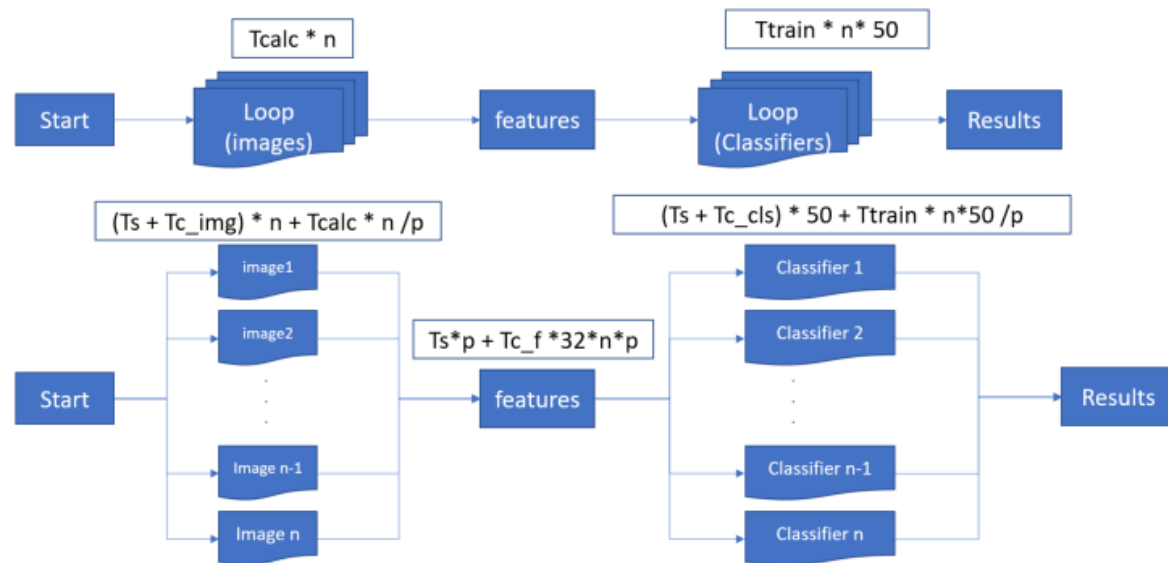 Tcalc * n
Ttrain * n* 50
Start
Loop
(images)
features
Loop
(Classifiers)
Results
(Ts + Tc_img) * n + Tcalc * n /p
(Ts + Tc_cls) * 50 + Ttrain * n*50 /p
image1
Classifier 1
image2
Classifier 2
Ts*p + Tc_f *32*n*p
Start
features
Results
Image n-1
Classifier n-1
Image n
Classifier n